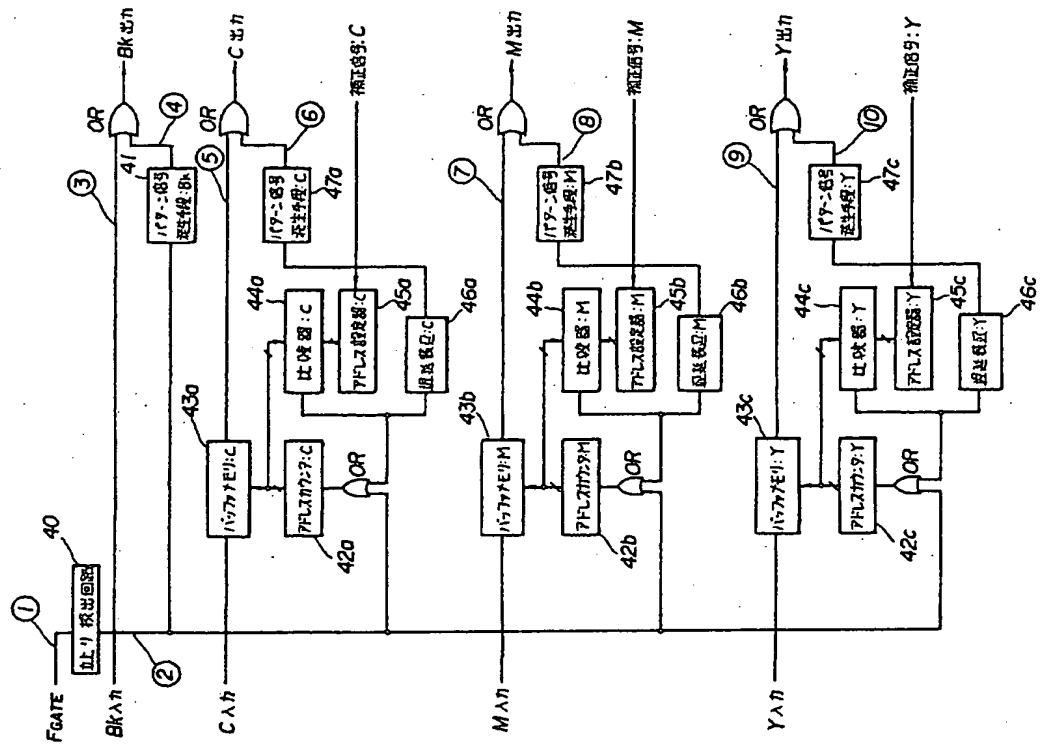 FGATE
①
40
立上り検出回路
②
Bk入力
③
41
パターン信号
発生手段:Bk
④
OR
Bk出力
C入力
43a
バッファメモリ:C
⑤
OR
C出力
42a
アドレスカウンタ:C
OR
44a
比較器:C
アドレス設定器:C
45a
補正信号:C
遅延手段:C
46a
パターン信号
発生手段:C
47a
⑥
M入力
43b
バッファメモリ:M
⑦
OR
M出力
42b
アドレスカウンタ:M
OR
44b
比較器:M
アドレス設定器:M
45b
補正信号:M
遅延手段:M
46b
パターン信号
発生手段:M
47b
⑧
Y入力
43c
バッファメモリ:Y
⑨
OR
Y出力
42c
アドレスカウンタ:Y
OR
44c
比較器:Y
アドレス設定器:Y
45c
補正信号:Y
遅延手段:Y
46c
パターン信号
発生手段:Y
47c
⑩